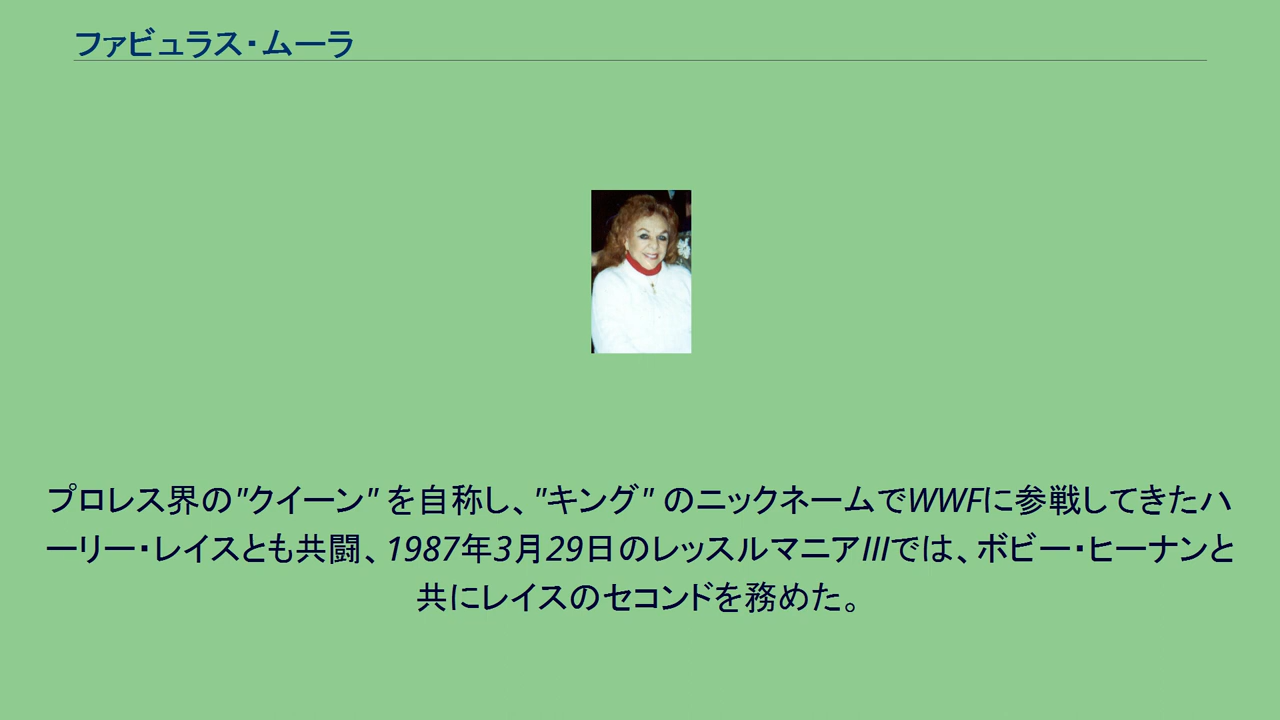 ファビュラス・ムーラ
プロレス界の"クイーン" を自称し、"キング" のニックネームでWWFに参戦してきたハ
ーリー・レイスとも共闘、1987年3月29日のレッスルマニアIIIでは、ボビー・ヒーナンと
共にレイスのセコンドを務めた。